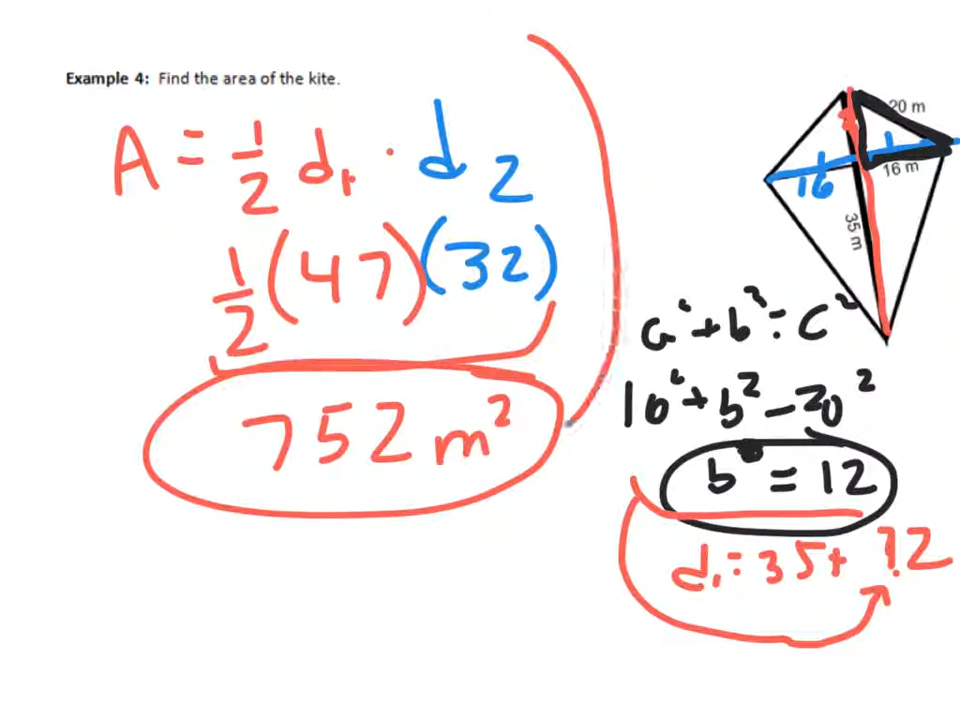 Example 4: Find the area of the kite.
A = 1/2 d₁ · d₂
1/2 (47)(32)
752 m²
20 m
16 m
16
35 m
a² + b² = c²
16² + b² = 20²
b = 12
d₁ = 35 +